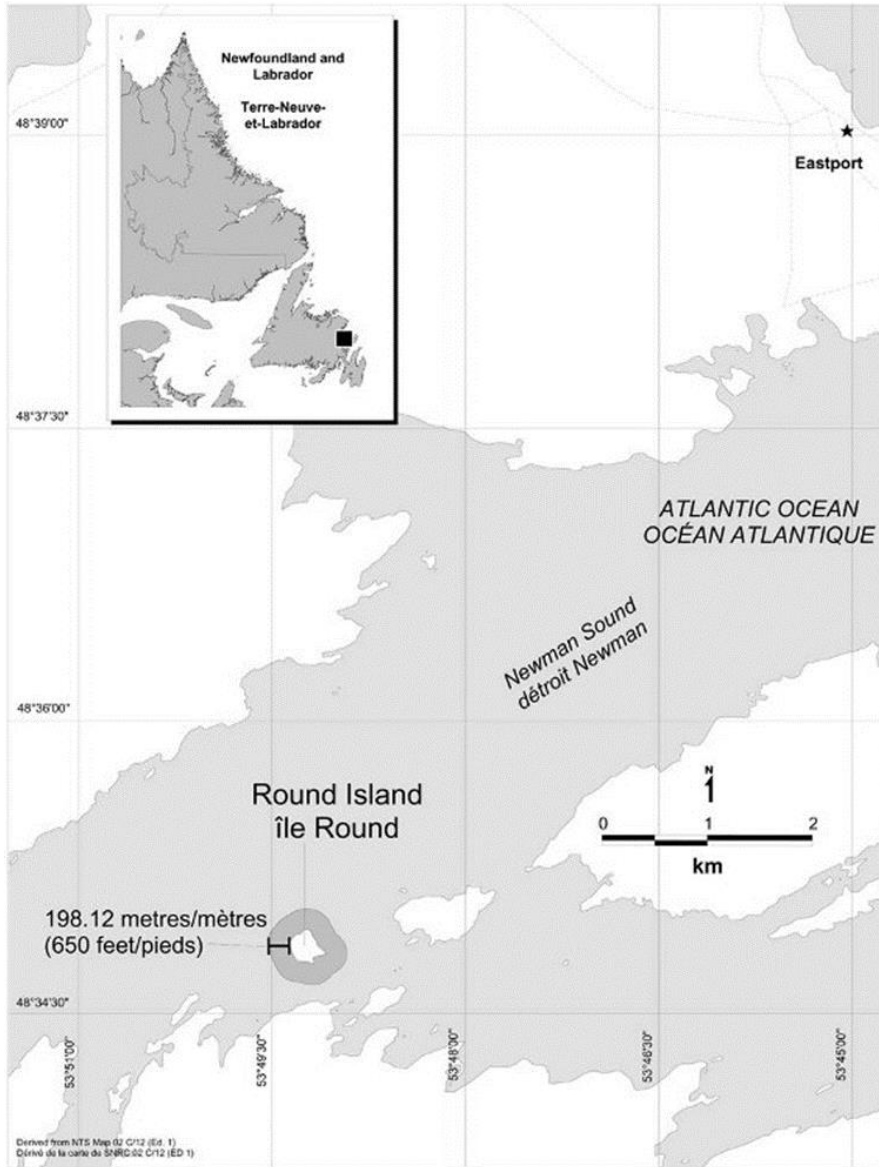 Newfoundland and
Labrador
Terre-Neuve-
et-Labrador
48°39'00"
Eastport
48°37'30"
ATLANTIC OCEAN
OCÉAN ATLANTIQUE
Newman Sound
détroit Newman
48°36'00"
Round Island
île Round
N
0 1 2
km
198.12 metres/mètres
(650 feet/pieds)
48°34'30"
53°51'00"
53°49'30"
53°48'00"
53°46'30"
53°45'00"
Derived from NTS Map 02 C/12 (Ed. 1)
Dérivé de la carte de SNRC 02 C/12 (ED 1)